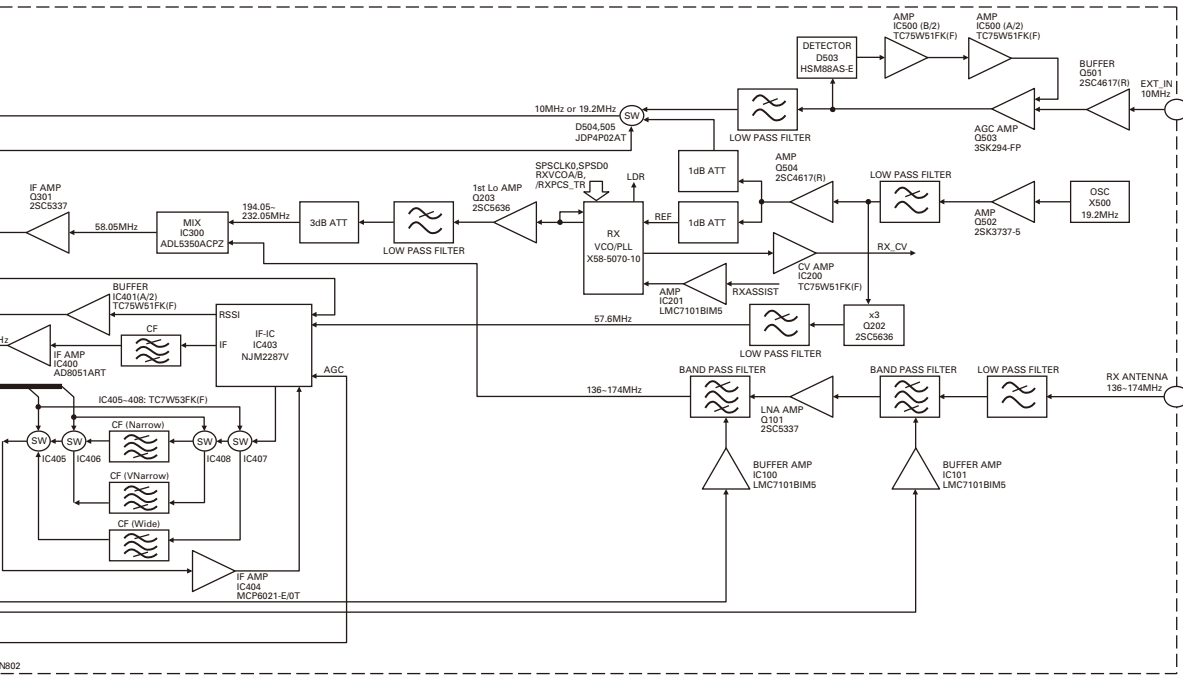 AMP
IC500 (B/2)
TC75W51FK(F)
AMP
IC500 (A/2)
TC75W51FK(F)
DETECTOR
D503
HSM88AS-E
BUFFER
Q501
2SC4617(R)
EXT_IN
10MHz
10MHz or 19.2MHz
SW
D504,505
JDP4P02AT
LOW PASS FILTER
AGC AMP
Q503
3SK294-FP
IF AMP
Q301
2SC5337
58.05MHz
MIX
IC300
ADL5350ACPZ
194.05~
232.05MHz
3dB ATT
LOW PASS FILTER
1st Lo AMP
Q203
2SC5636
SPSCLK0,SPSD0
RXVCOA/B,
/RXPCS_TR
LDR
RX
VCO/PLL
X58-5070-10
REF
1dB ATT
1dB ATT
AMP
Q504
2SC4617(R)
LOW PASS FILTER
AMP
Q502
2SK3737-5
OSC
X500
19.2MHz
CV AMP
IC200
TC75W51FK(F)
RX_CV
AMP
IC201
LMC7101BIM5
RXASSIST
BUFFER
IC401(A/2)
TC75W51FK(F)
RSSI
IF
IF-IC
IC403
NJM2287V
57.6MHz
LOW PASS FILTER
x3
Q202
2SC5636
Hz
IF AMP
IC400
AD8051ART
CF
AGC
136~174MHz
BAND PASS FILTER
LNA AMP
Q101
2SC5337
BAND PASS FILTER
LOW PASS FILTER
RX ANTENNA
136~174MHz
IC405~408: TC7W53FK(F)
SW
IC405
SW
IC406
CF (Narrow)
SW
IC408
SW
IC407
CF (VNarrow)
CF (Wide)
BUFFER AMP
IC100
LMC7101BIM5
BUFFER AMP
IC101
LMC7101BIM5
IF AMP
IC404
MCP6021-E/0T
N802